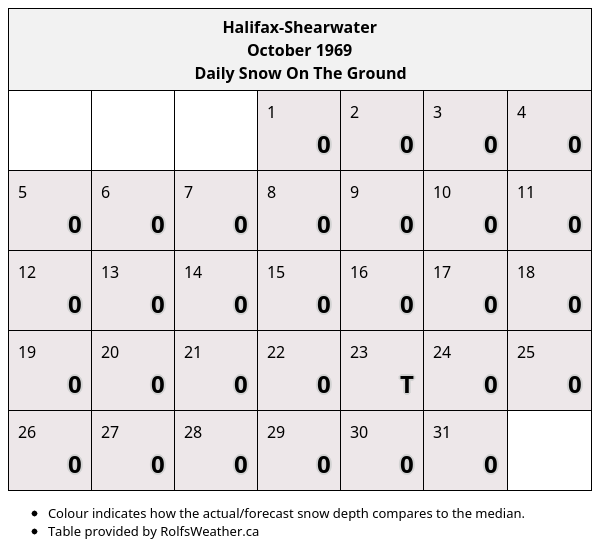 Halifax-Shearwater
October 1969
Daily Snow On The Ground
1 2 3 4
0 0 0 0
5 6 7 8 9 10 11
0 0 0 0 0 0 0
12 13 14 15 16 17 18
0 0 0 0 0 0 0
19 20 21 22 23 24 25
0 0 0 0 T 0 0
26 27 28 29 30 31
0 0 0 0 0 0
• Colour indicates how the actual/forecast snow depth compares to the median.
• Table provided by RolfsWeather.ca